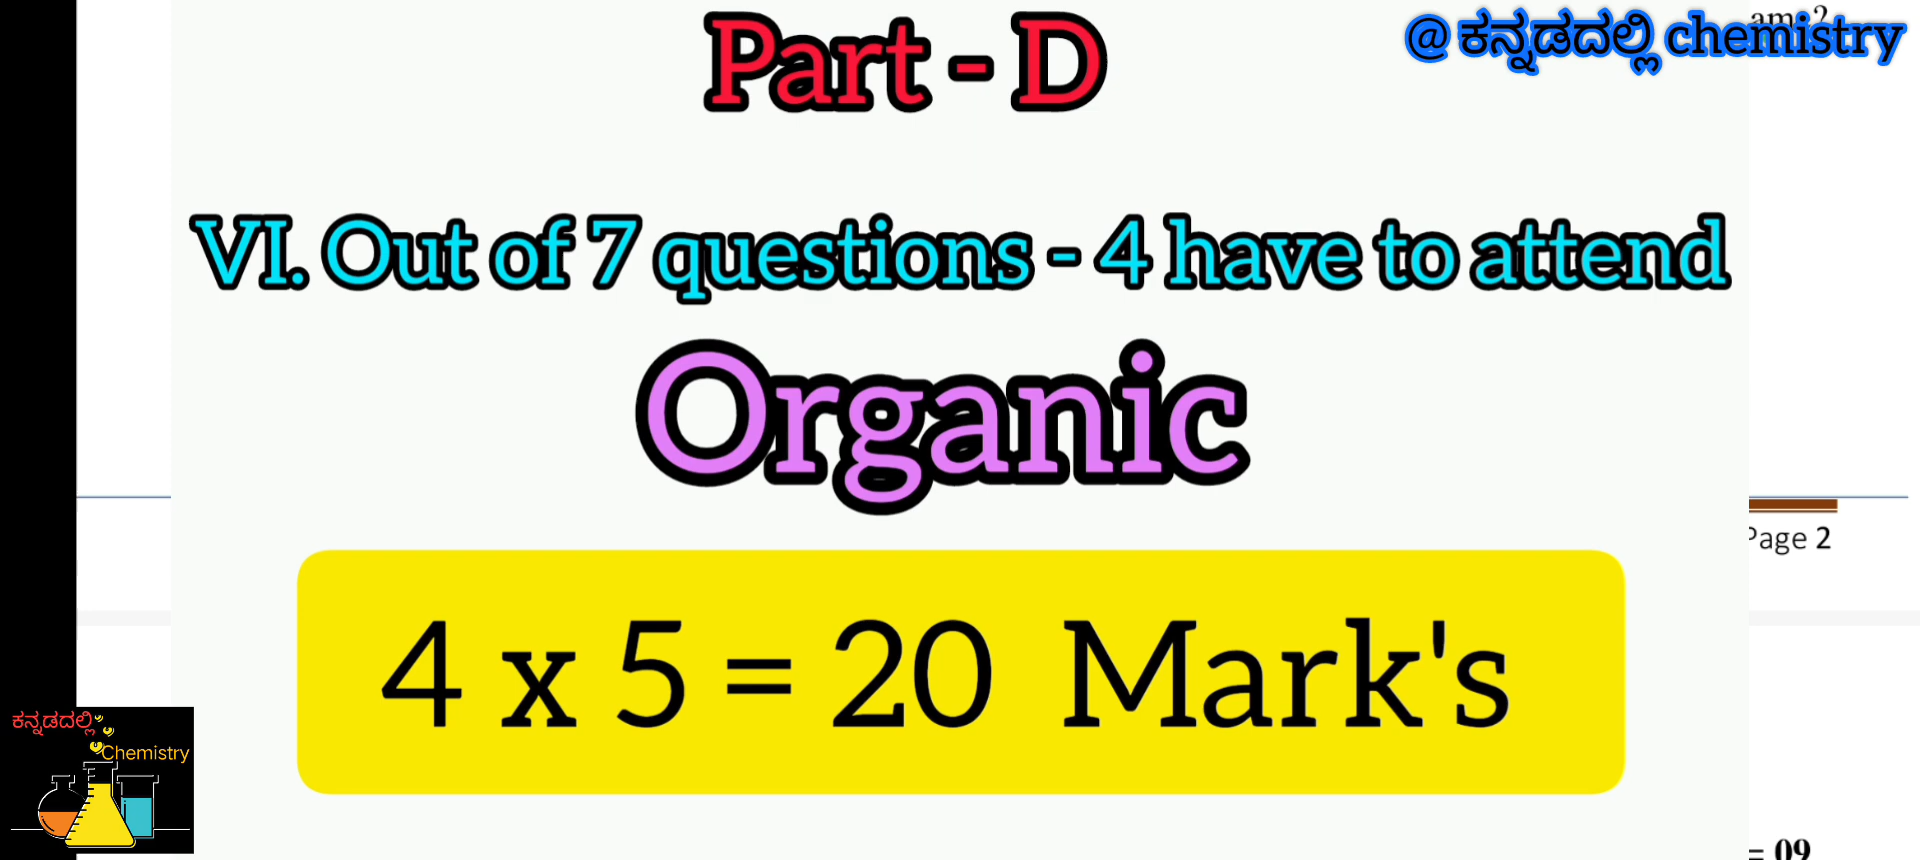 Part - D
@ ಕನ್ನಡದಲ್ಲಿ chemistry
VI. Out of 7 questions - 4 have to attend
Organic
Page 2
4 x 5 = 20 Mark's
ಕನ್ನಡದಲ್ಲಿ
Chemistry
= 09